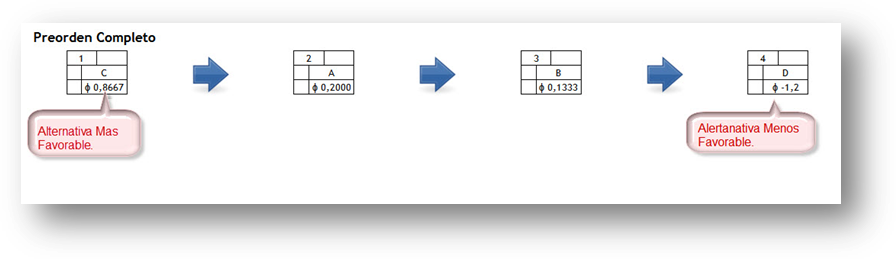 Preorden Completo
1
C
ϕ 0,8667
2
A
ϕ 0,2000
3
B
ϕ 0,1333
4
D
ϕ -1,2
Alternativa Mas
Favorable.
Alertanativa Menos
Favorable.